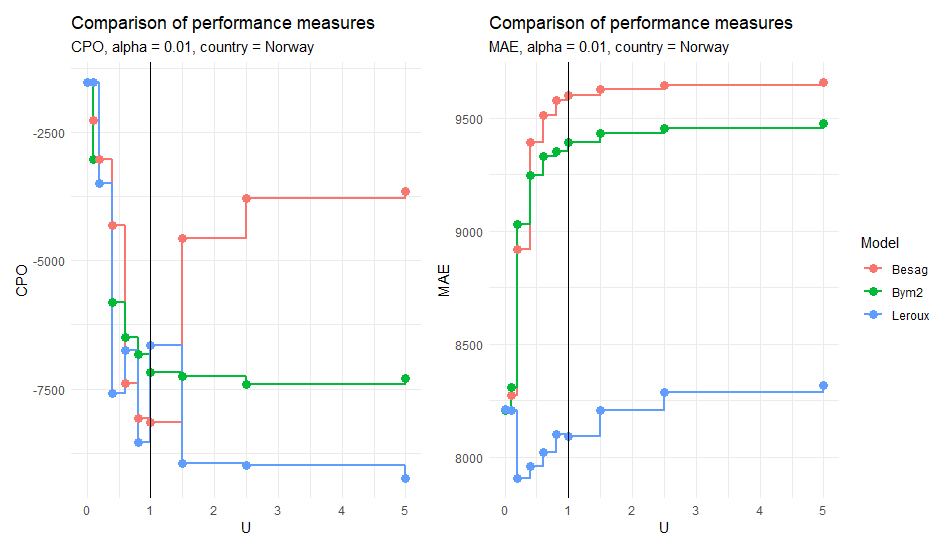 Comparison of performance measures
CPO, alpha = 0.01, country = Norway
CPO
-2500
-5000
-7500
0 1 2 3 4 5
U
Comparison of performance measures
MAE, alpha = 0.01, country = Norway
MAE
9500
9000
8500
8000
0 1 2 3 4 5
U
Model
Besag
Bym2
Leroux